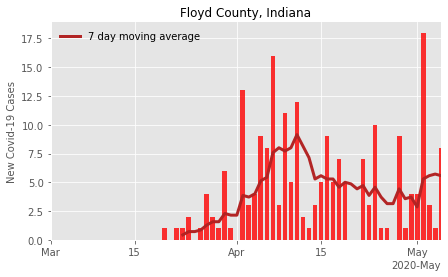 Floyd County, Indiana
7 day moving average
New Covid-19 Cases
17.5
15.0
12.5
10.0
7.5
5.0
2.5
0.0
Mar 15 Apr 15 May
2020-May